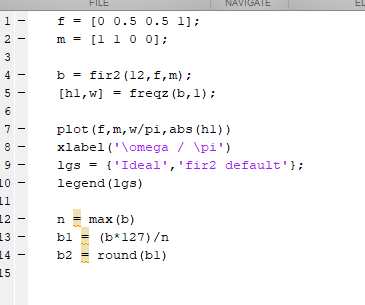 FILE NAVIGATE
1 - f = [0 0.5 0.5 1];
2 - m = [1 1 0 0];
3
4 - b = fir2(12,f,m);
5 - [h1,w] = freqz(b,1);
6
7 - plot(f,m,w/pi,abs(h1))
8 - xlabel('\omega / \pi')
9 - lgs = {'Ideal','fir2 default'};
10 - legend(lgs)
11
12 - n = max(b)
13 - b1 = (b*127)/n
14 - b2 = round(b1)
15